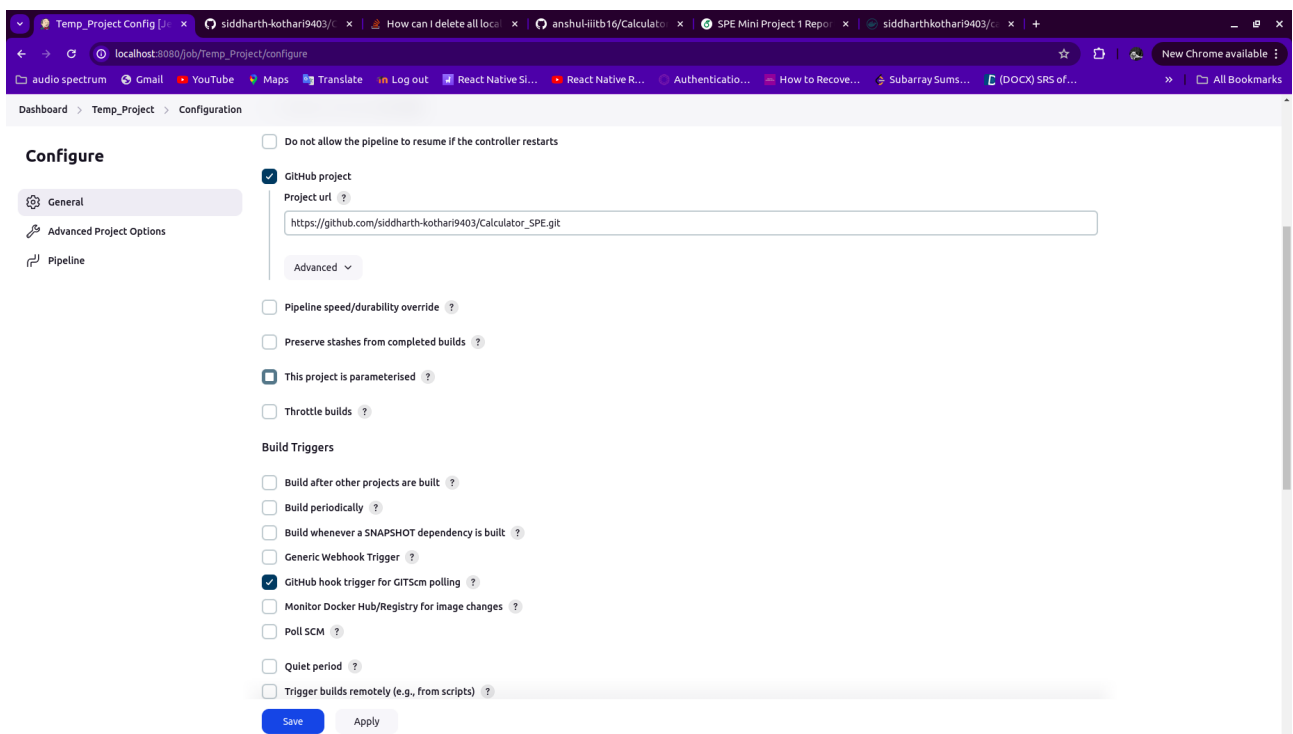 Temp_Project Config [Je
siddharth-kothari9403/C
How can I delete all local
anshul-iiitb16/Calculator
SPE Mini Project 1 Repor
siddharthkothari9403/ca
localhost:8080/job/Temp_Project/configure
New Chrome available
audio spectrum
Gmail
YouTube
Maps
Translate
Log out
React Native Si...
React Native R...
Authenticatio...
How to Recove...
Subarray Sums...
(DOCX) SRS of...
»
All Bookmarks
Dashboard > Temp_Project > Configuration
Configure
General
Advanced Project Options
Pipeline
Do not allow the pipeline to resume if the controller restarts
GitHub project
Project url ?
https://github.com/siddharth-kothari9403/Calculator_SPE.git
Advanced
Pipeline speed/durability override ?
Preserve stashes from completed builds ?
This project is parameterised ?
Throttle builds ?
Build Triggers
Build after other projects are built ?
Build periodically ?
Build whenever a SNAPSHOT dependency is built ?
Generic Webhook Trigger ?
GitHub hook trigger for GITScm polling ?
Monitor Docker Hub/Registry for image changes ?
Poll SCM ?
Quiet period ?
Trigger builds remotely (e.g., from scripts) ?
Save
Apply